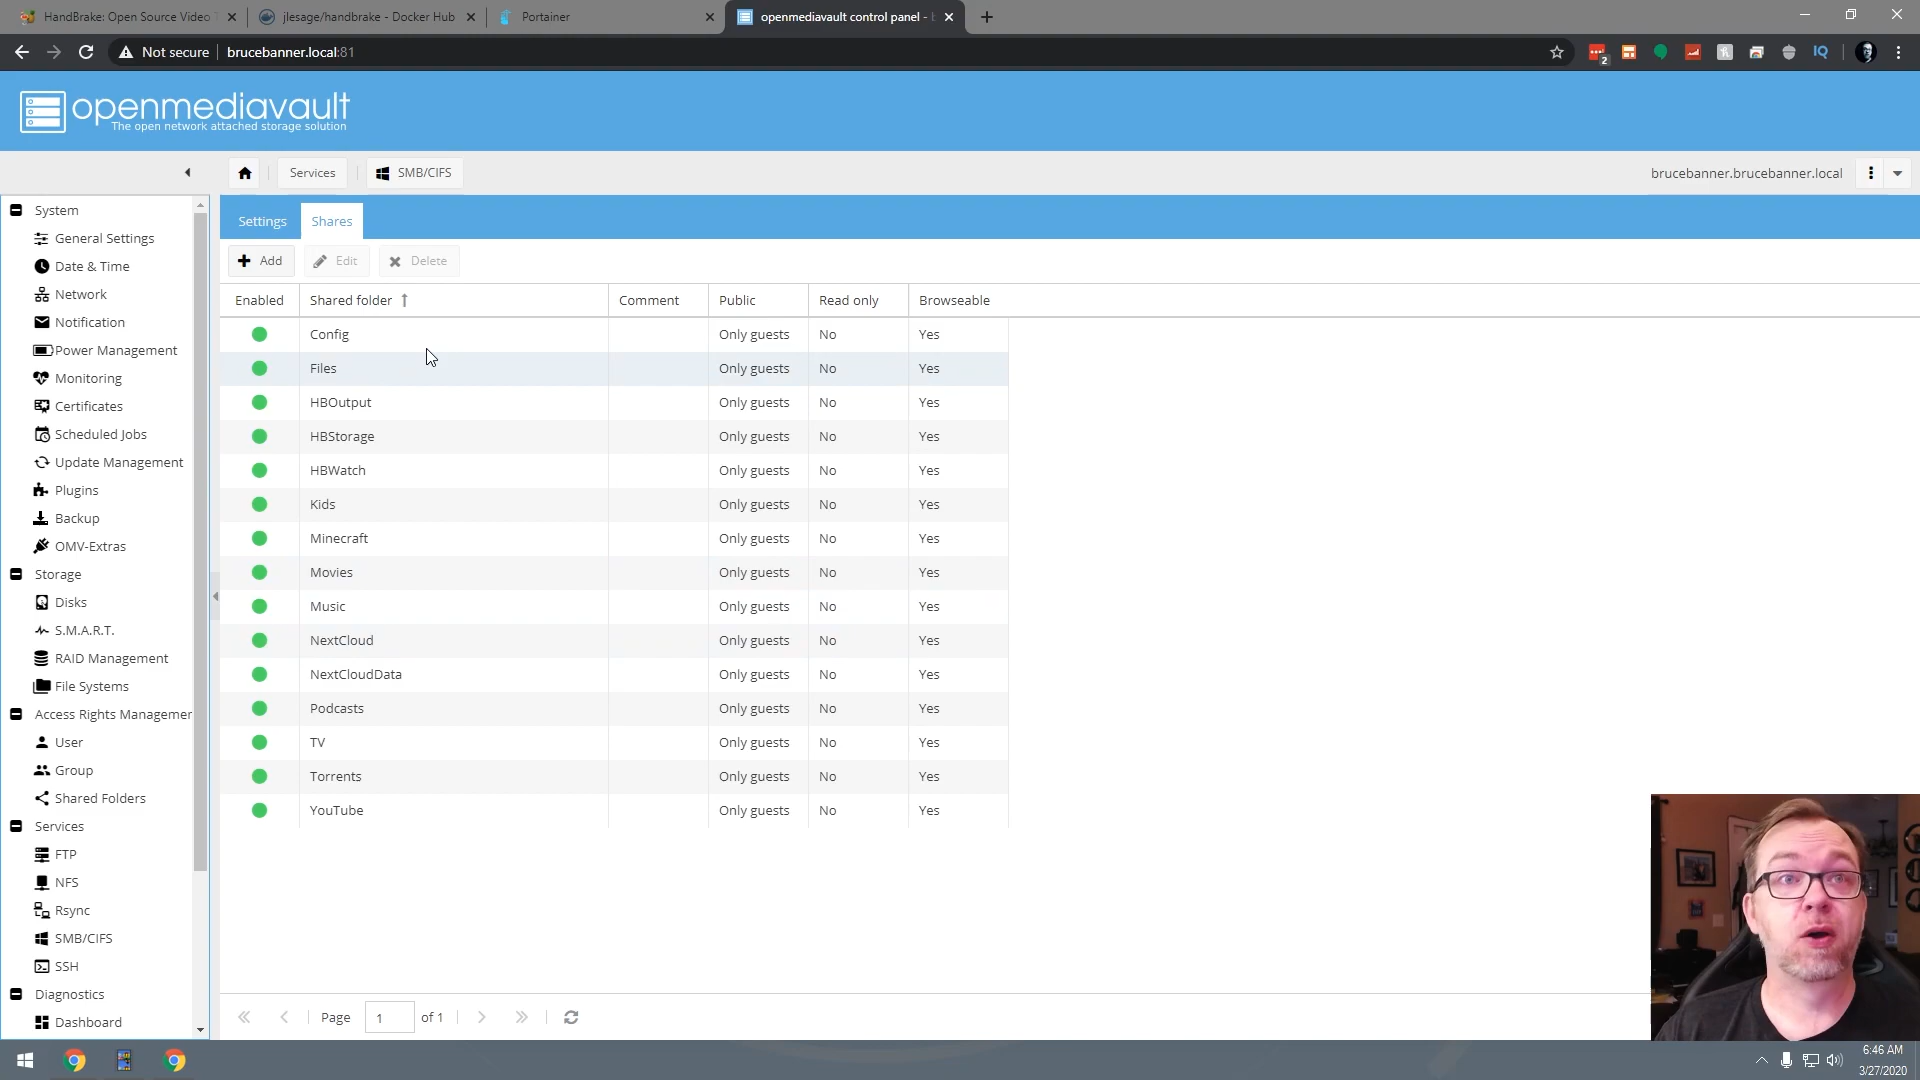 HandBrake: Open Source Video T
jlesage/handbrake - Docker Hub
Portainer
openmediavault control panel - b
Not secure
brucebanner.local:81
2
IQ
openmediavault
The open network attached storage solution
Services
SMB/CIFS
brucebanner.brucebanner.local
System
General Settings
Date & Time
Network
Notification
Power Management
Monitoring
Certificates
Scheduled Jobs
Update Management
Plugins
Backup
OMV-Extras
Storage
Disks
S.M.A.R.T.
RAID Management
File Systems
Access Rights Managemen
User
Group
Shared Folders
Services
FTP
NFS
Rsync
SMB/CIFS
SSH
Diagnostics
Dashboard
Settings
Shares
Add
Edit
Delete
Enabled Shared folder Comment Public Read only Browseable
Config Only guests No Yes
Files Only guests No Yes
HBOutput Only guests No Yes
HBStorage Only guests No Yes
HBWatch Only guests No Yes
Kids Only guests No Yes
Minecraft Only guests No Yes
Movies Only guests No Yes
Music Only guests No Yes
NextCloud Only guests No Yes
NextCloudData Only guests No Yes
Podcasts Only guests No Yes
TV Only guests No Yes
Torrents Only guests No Yes
YouTube Only guests No Yes
Page 1 of 1
6:46 AM
3/27/2020